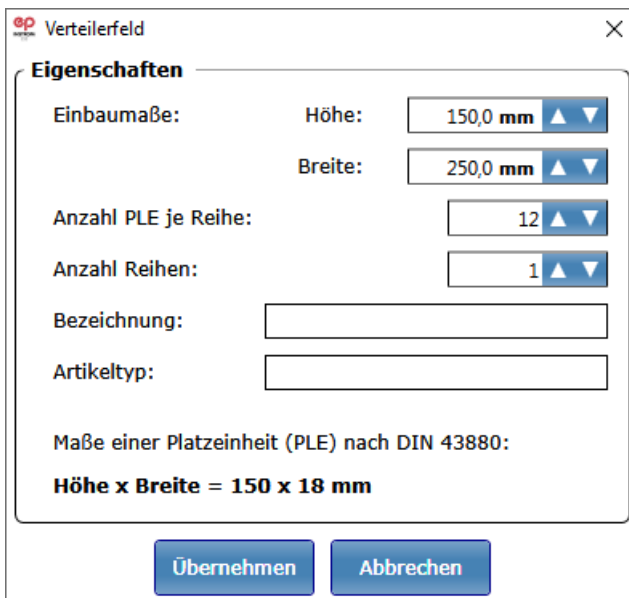 ep
Verteilerfeld
Eigenschaften
Einbaumaße: Höhe: 150,0 mm
Breite: 250,0 mm
Anzahl PLE je Reihe: 12
Anzahl Reihen: 1
Bezeichnung:
Artikeltyp:
Maße einer Platzeinheit (PLE) nach DIN 43880:
Höhe x Breite = 150 x 18 mm
Übernehmen Abbrechen